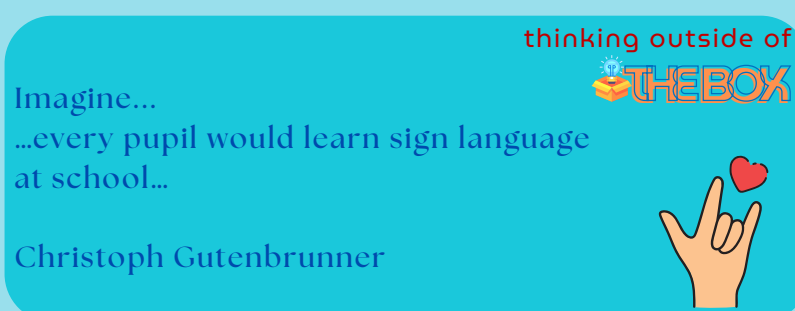 thinking outside of
THE BOX
Imagine...
...every pupil would learn sign language
at school...
Christoph Gutenbrunner